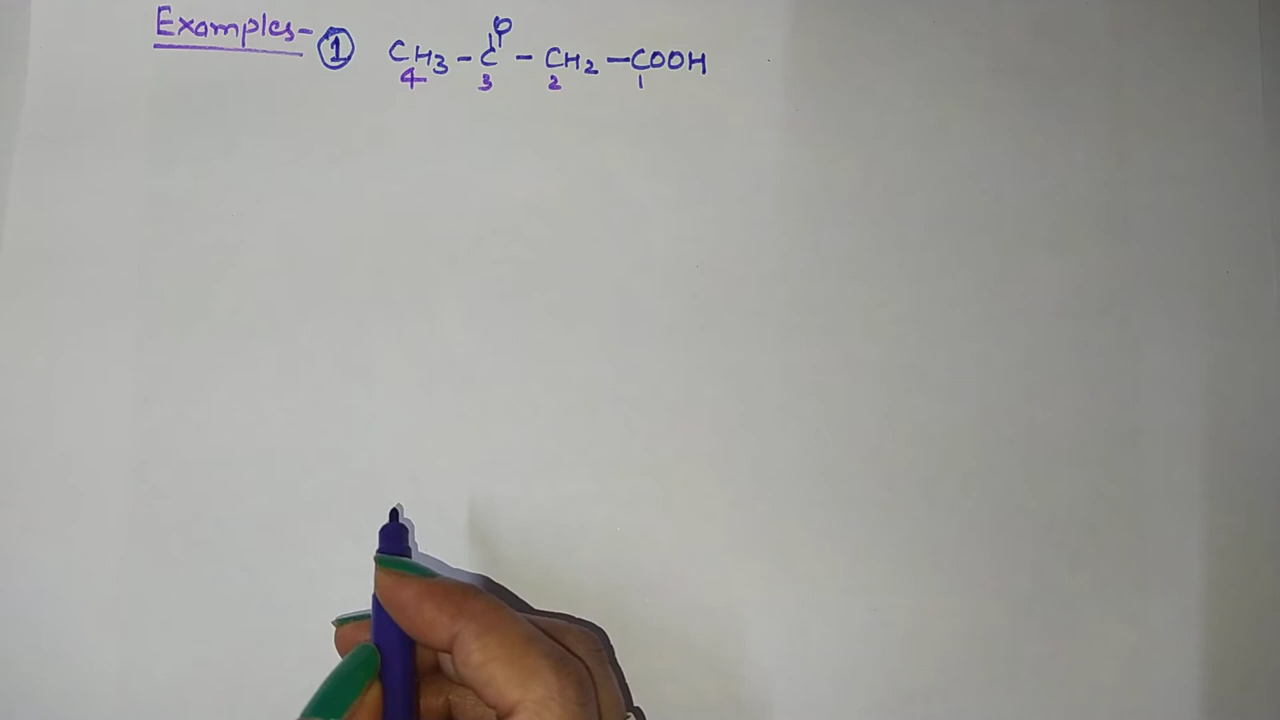 O
Examples- ① CH3 - C - CH2 - COOH
4 3 2 1